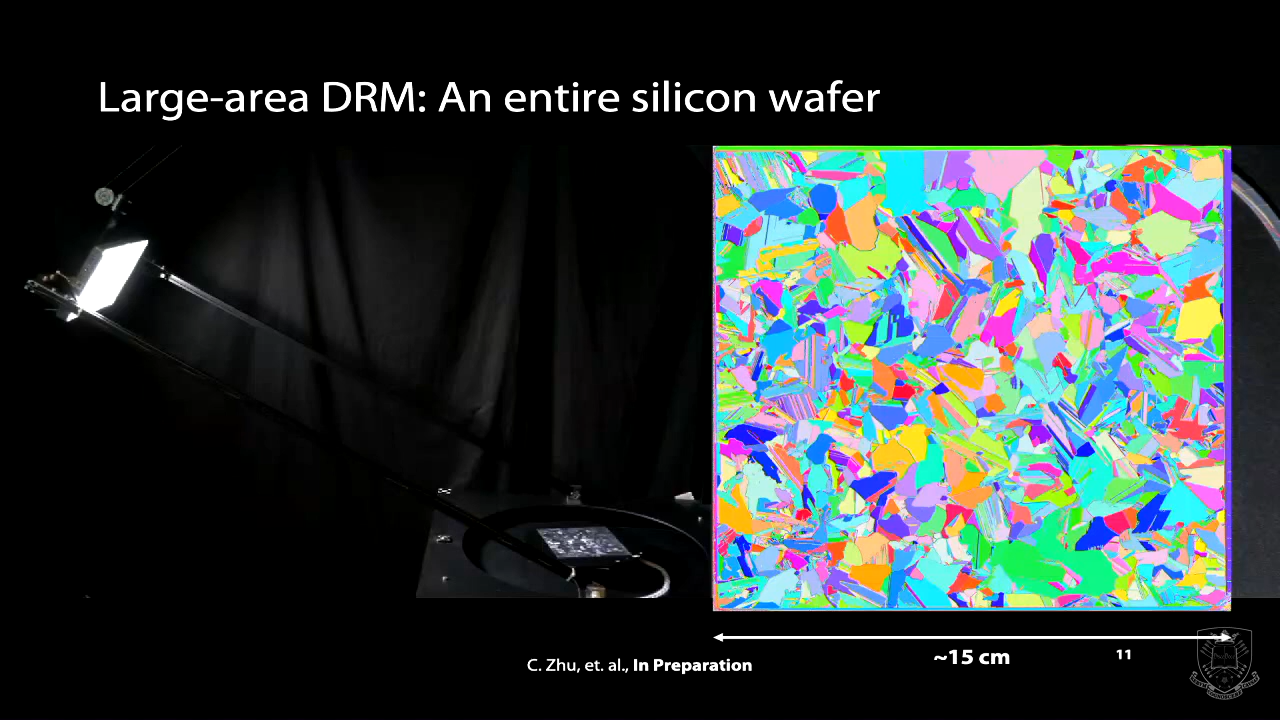 Large-area DRM: An entire silicon wafer
~15 cm
C. Zhu, et. al., In Preparation
11